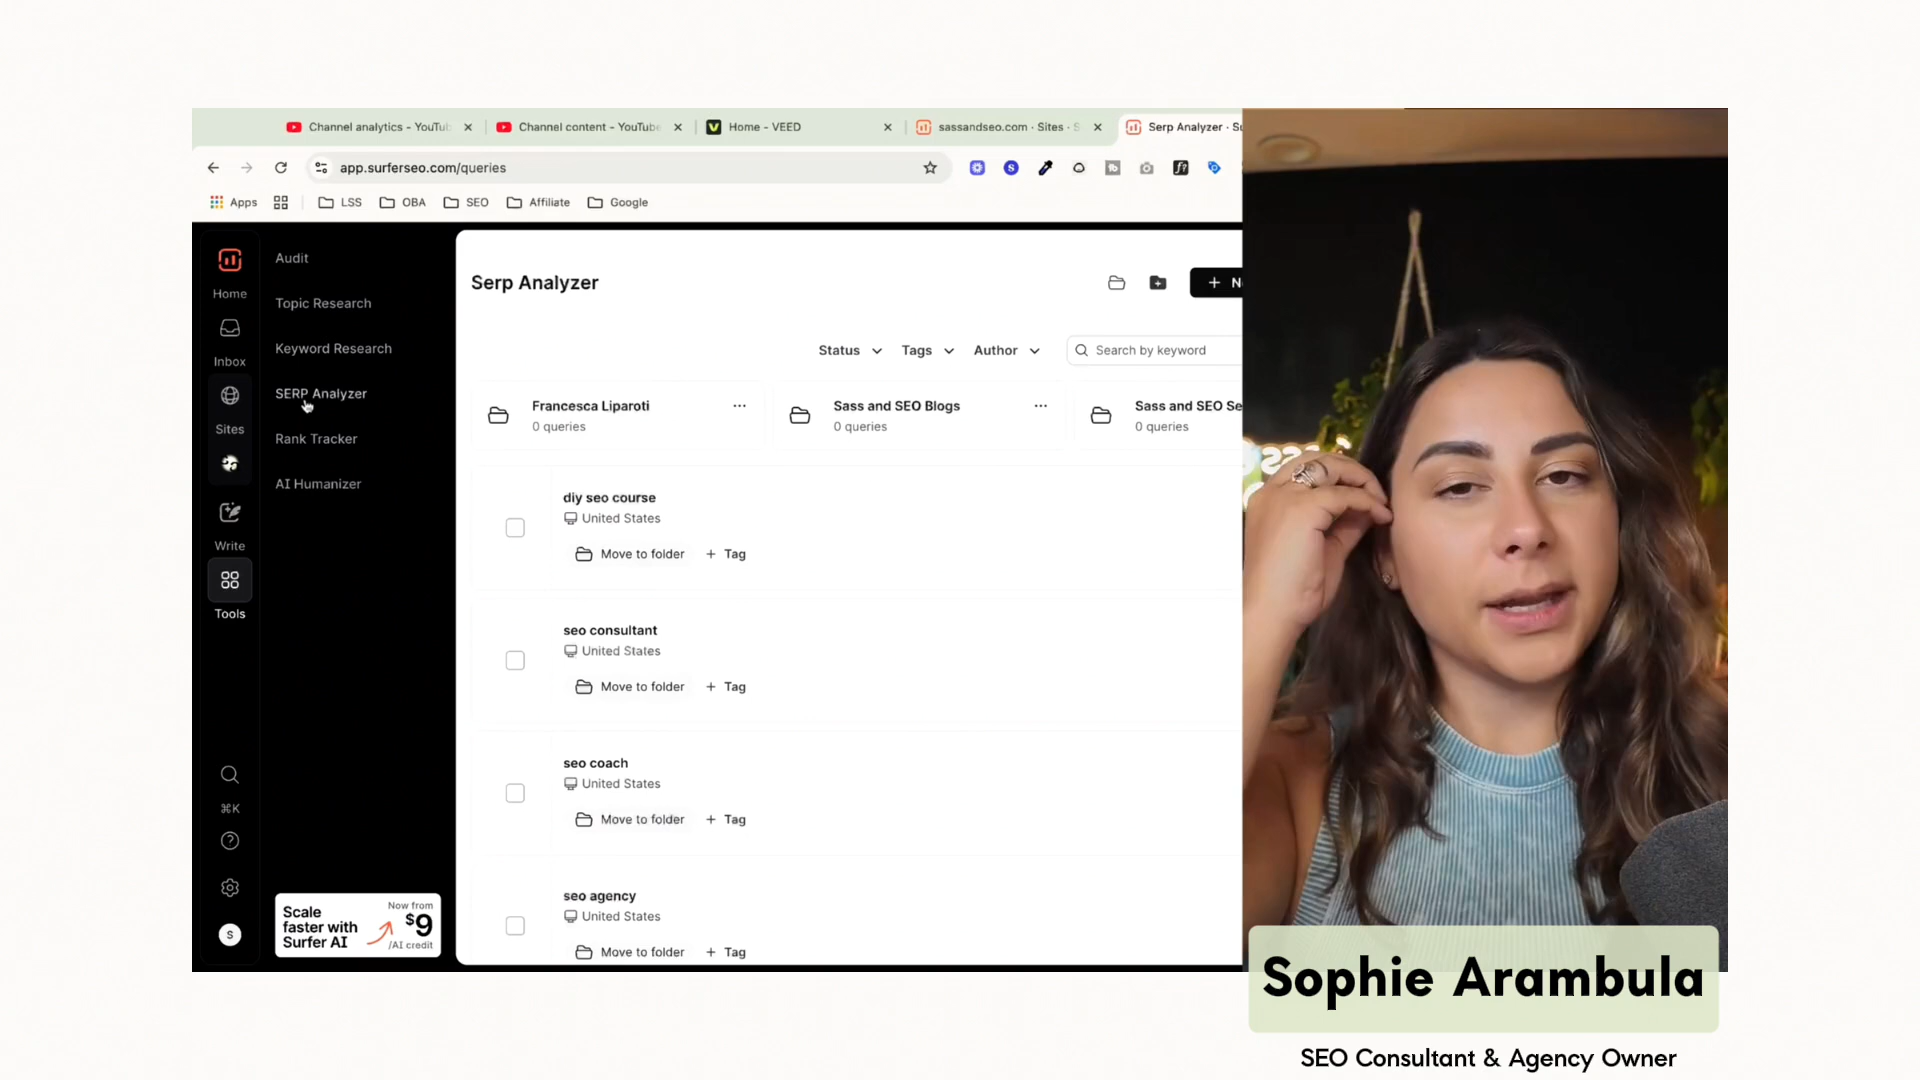 Channel analytics - YouTu
Channel content - YouTube
Home - VEED
sassandseo.com · Sites · S
Serp Analyzer · Su
app.surferseo.com/queries
Apps
LSS
OBA
SEO
Affiliate
Google
Home
Inbox
Sites
Write
Tools
⌘K
S
Audit
Topic Research
Keyword Research
SERP Analyzer
Rank Tracker
AI Humanizer
Scale
faster with
Surfer AI
Now from
$9
/AI credit
Serp Analyzer
+ N
Status
Tags
Author
Search by keyword
Francesca Liparoti
0 queries
Sass and SEO Blogs
0 queries
Sass and SEO Se
0 queries
diy seo course
United States
Move to folder + Tag
seo consultant
United States
Move to folder + Tag
seo coach
United States
Move to folder + Tag
seo agency
United States
Move to folder + Tag
Sophie Arambula
SEO Consultant & Agency Owner